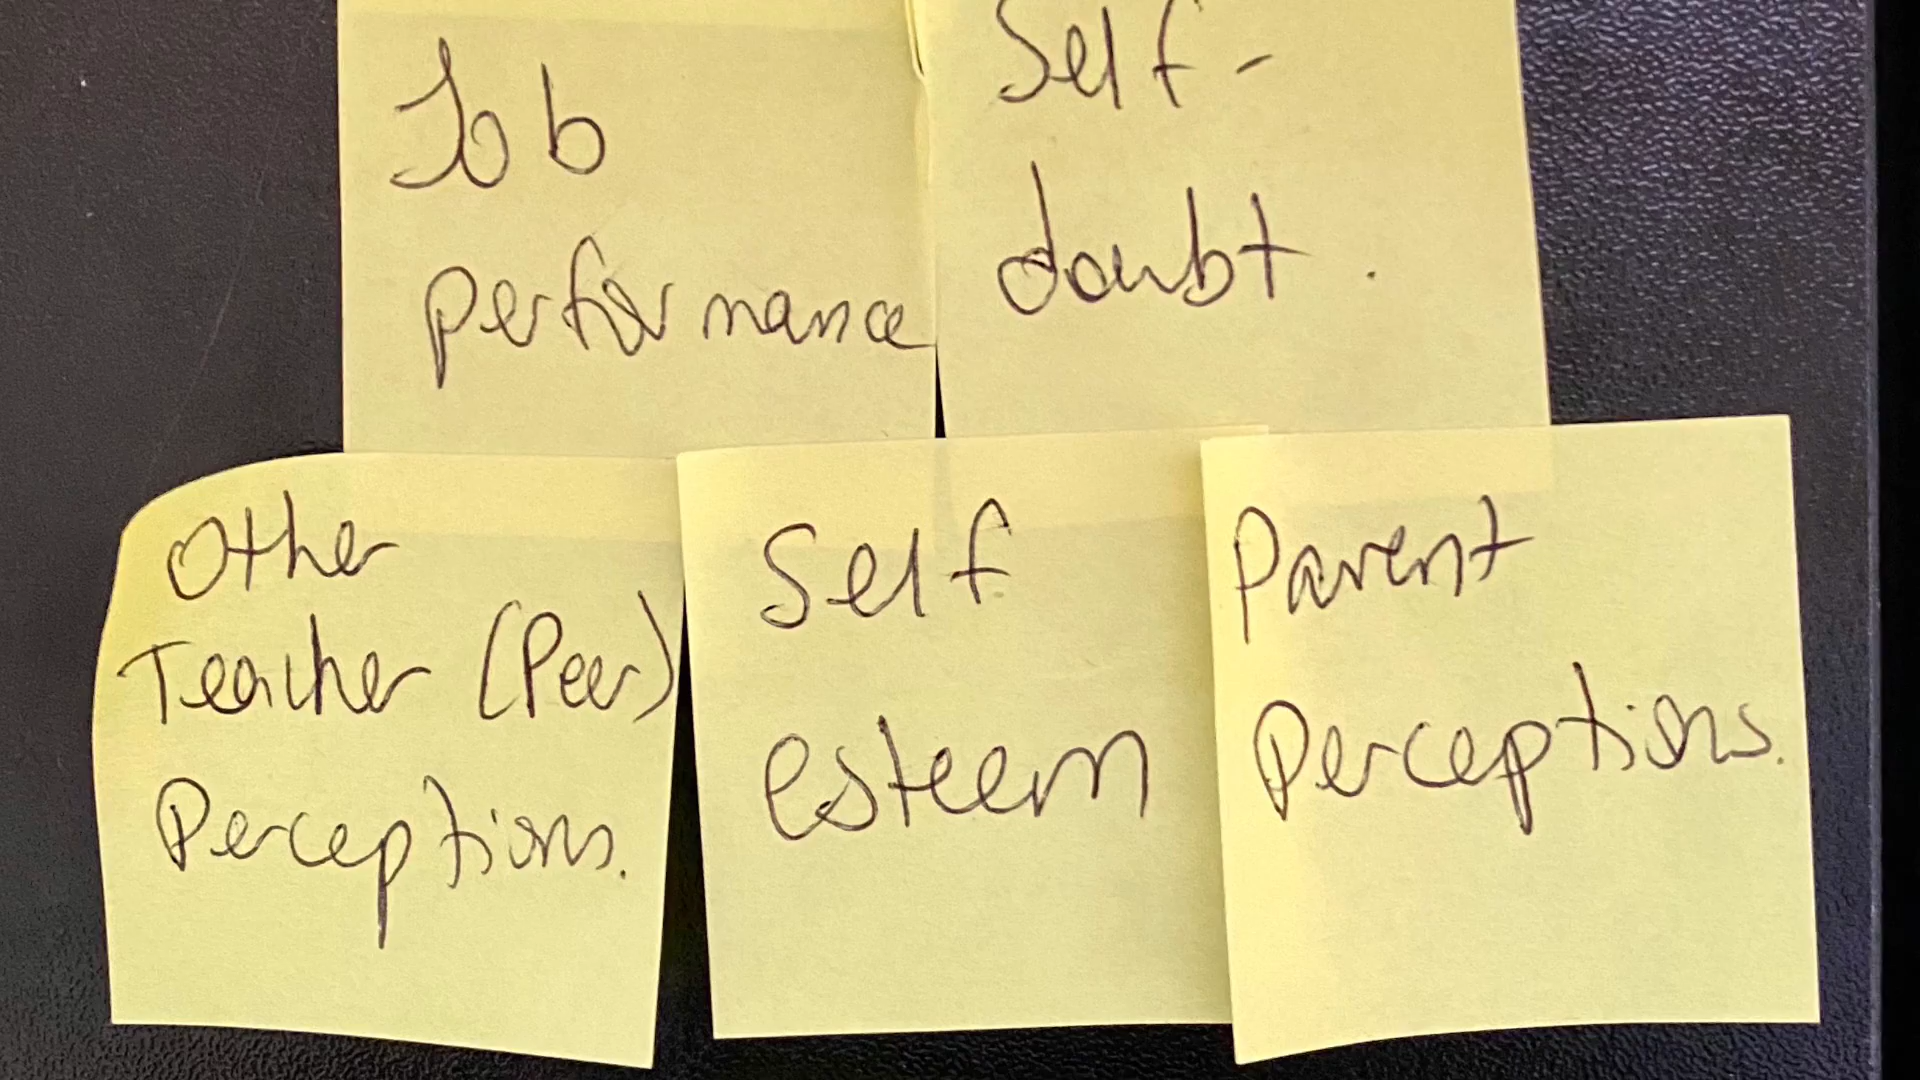 Job
performance
Self-
doubt.
Other
Teacher (Peer)
Perceptions.
Self
esteem
Parent
Perceptions.